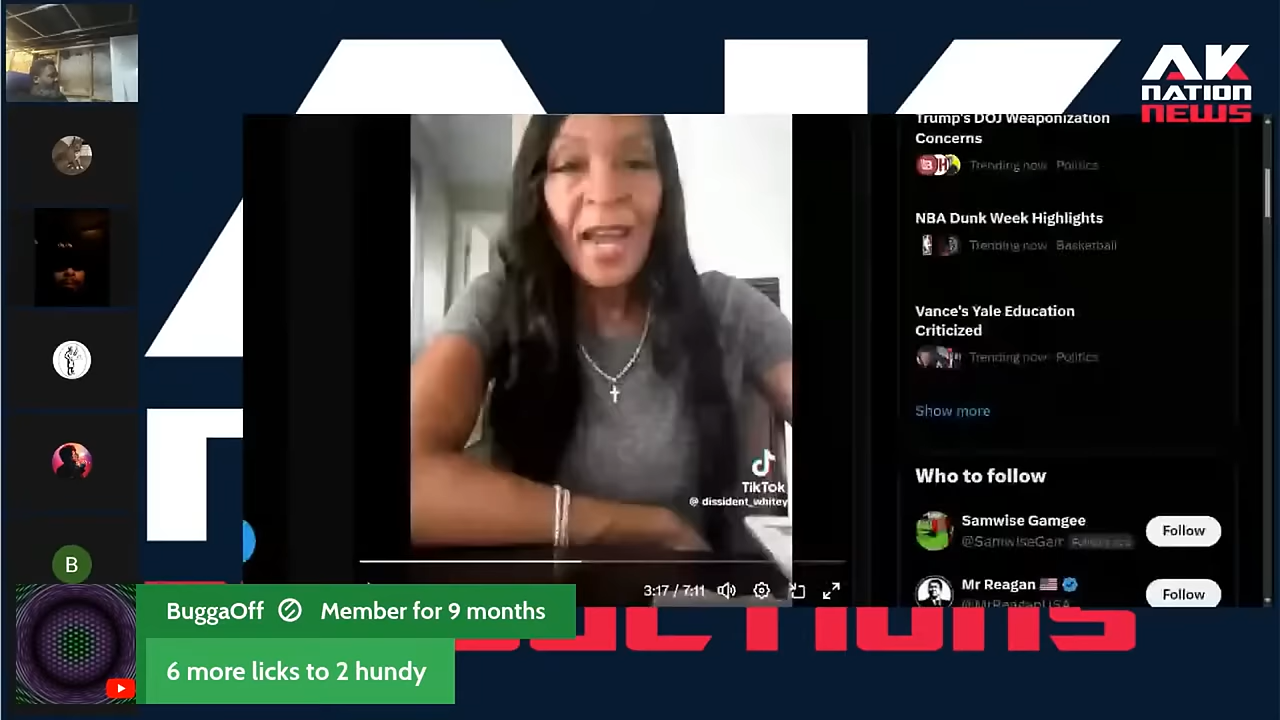 AK
NATION
NEWS
Trump's DOJ Weaponization
Concerns
Trending now · Politics
NBA Dunk Week Highlights
Trending now · Basketball
Vance's Yale Education
Criticized
Trending now · Politics
Show more
Who to follow
Samwise Gamgee
@SamwiseGam
Follow
Mr Reagan
@MrReaganUSA
Follow
TikTok
@ dissident_whitey
3:17 / 7:11
B
BuggaOff
Member for 9 months
6 more licks to 2 hundy